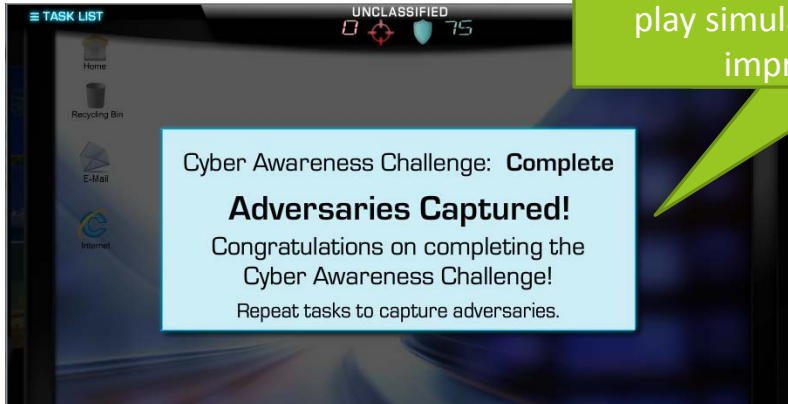 ≡ TASK LIST
UNCLASSIFIED
0 75
play simul
impr
Home
Recycling Bin
E-Mail
Internet
Cyber Awareness Challenge: Complete
Adversaries Captured!
Congratulations on completing the
Cyber Awareness Challenge!
Repeat tasks to capture adversaries.